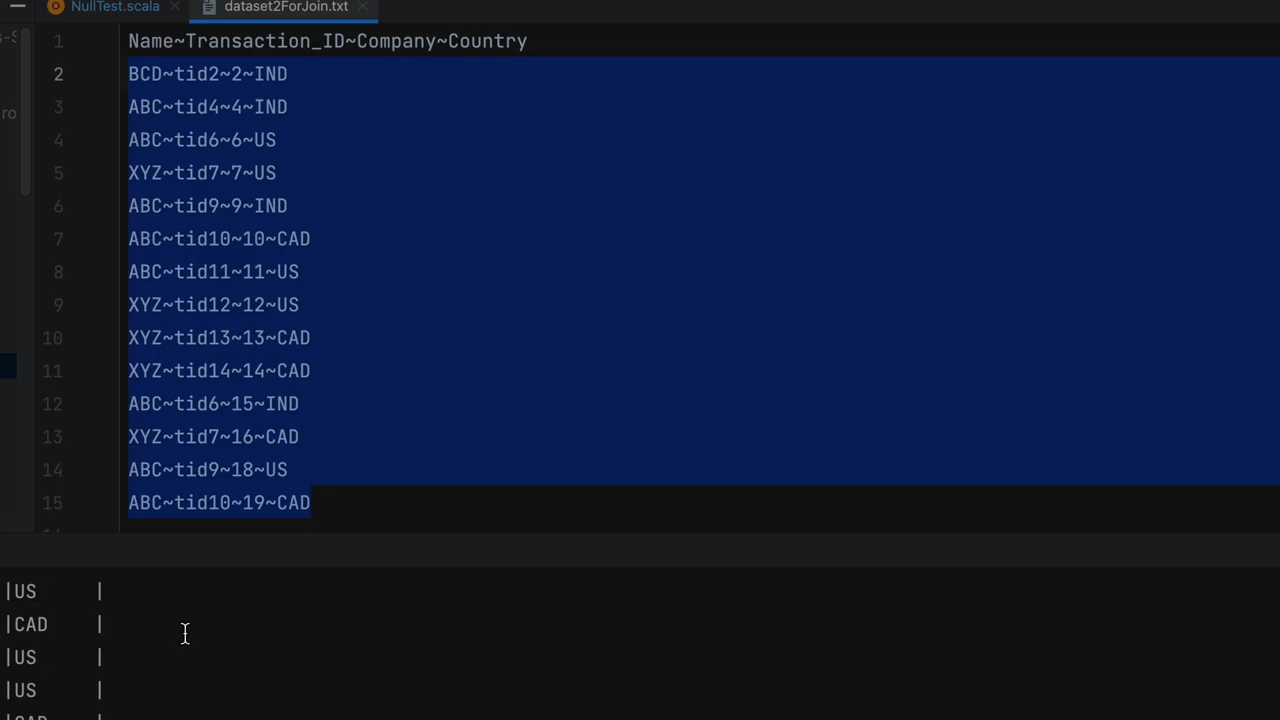 NullTest.scala dataset2ForJoin.txt
1 Name~Transaction_ID~Company~Country
2 BCD~tid2~2~IND
3 ABC~tid4~4~IND
4 ABC~tid6~6~US
5 XYZ~tid7~7~US
6 ABC~tid9~9~IND
7 ABC~tid10~10~CAD
8 ABC~tid11~11~US
9 XYZ~tid12~12~US
10 XYZ~tid13~13~CAD
11 XYZ~tid14~14~CAD
12 ABC~tid6~15~IND
13 XYZ~tid7~16~CAD
14 ABC~tid9~18~US
15 ABC~tid10~19~CAD
|US |
|CAD |
|US |
|US |